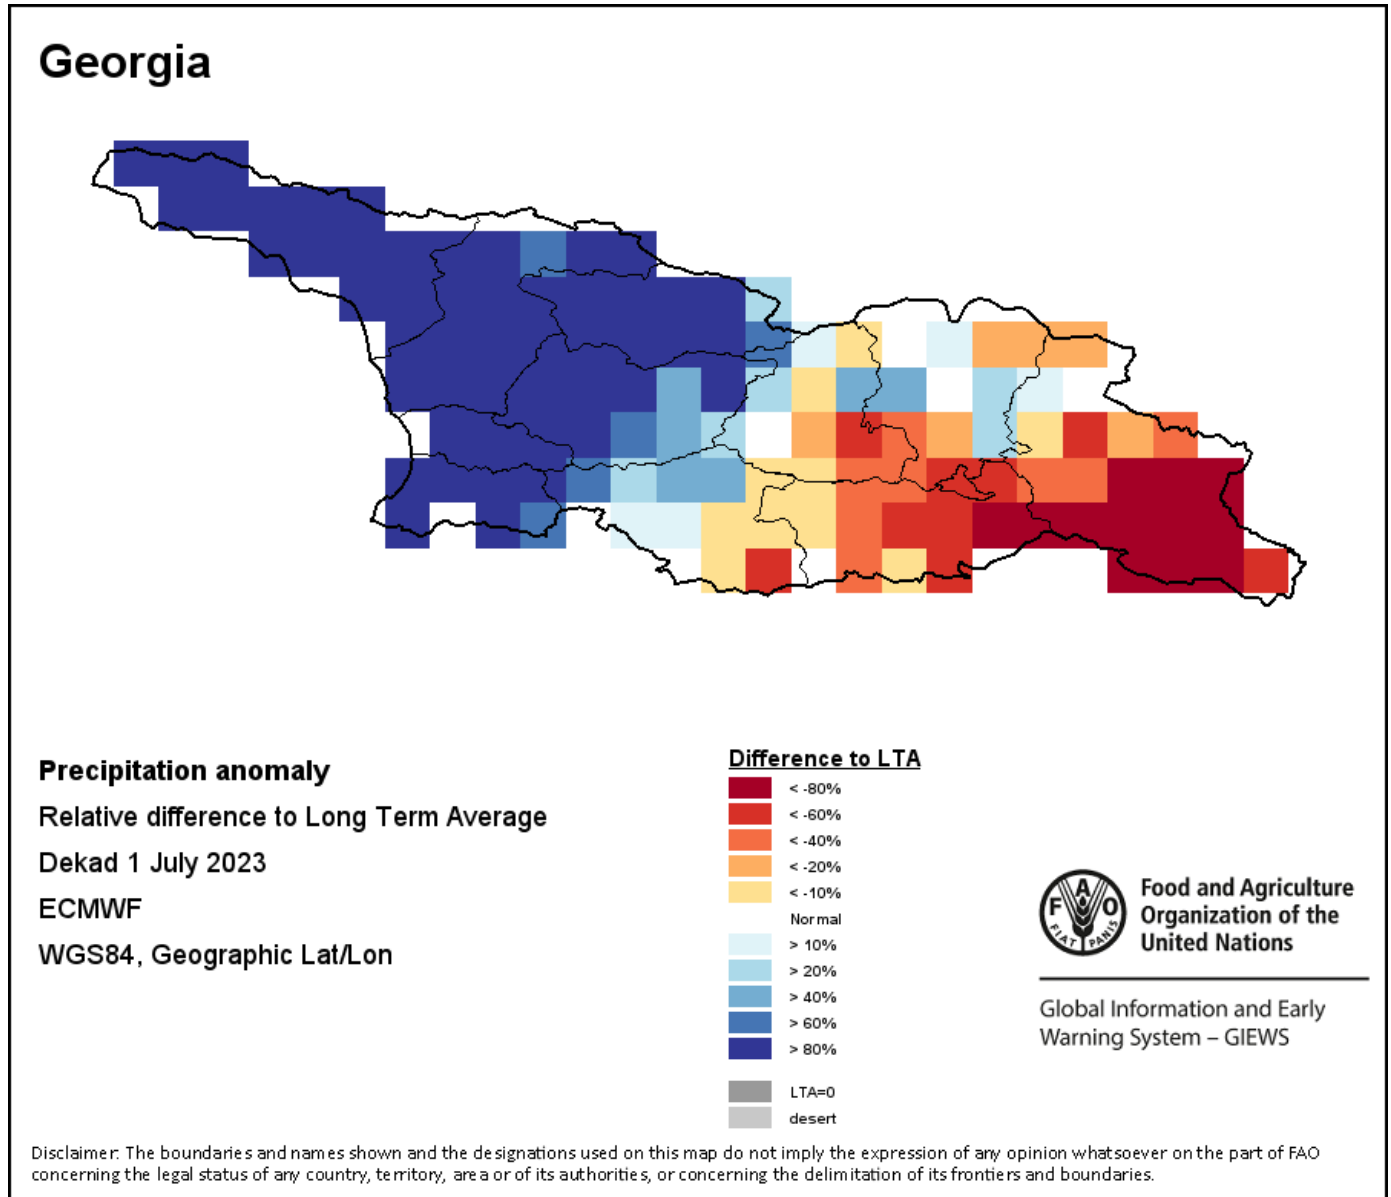 Georgia
Precipitation anomaly
Relative difference to Long Term Average
Dekad 1 July 2023
ECMWF
WGS84, Geographic Lat/Lon
Difference to LTA
< -80%
< -60%
< -40%
< -20%
< -10%
Normal
> 10%
> 20%
> 40%
> 60%
> 80%
LTA=0
desert
F A O
FIAT PANIS
Food and Agriculture
Organization of the
United Nations
Global Information and Early
Warning System – GIEWS
Disclaimer: The boundaries and names shown and the designations used on this map do not imply the expression of any opinion whatsoever on the part of FAO
concerning the legal status of any country, territory, area or of its authorities, or concerning the delimitation of its frontiers and boundaries.